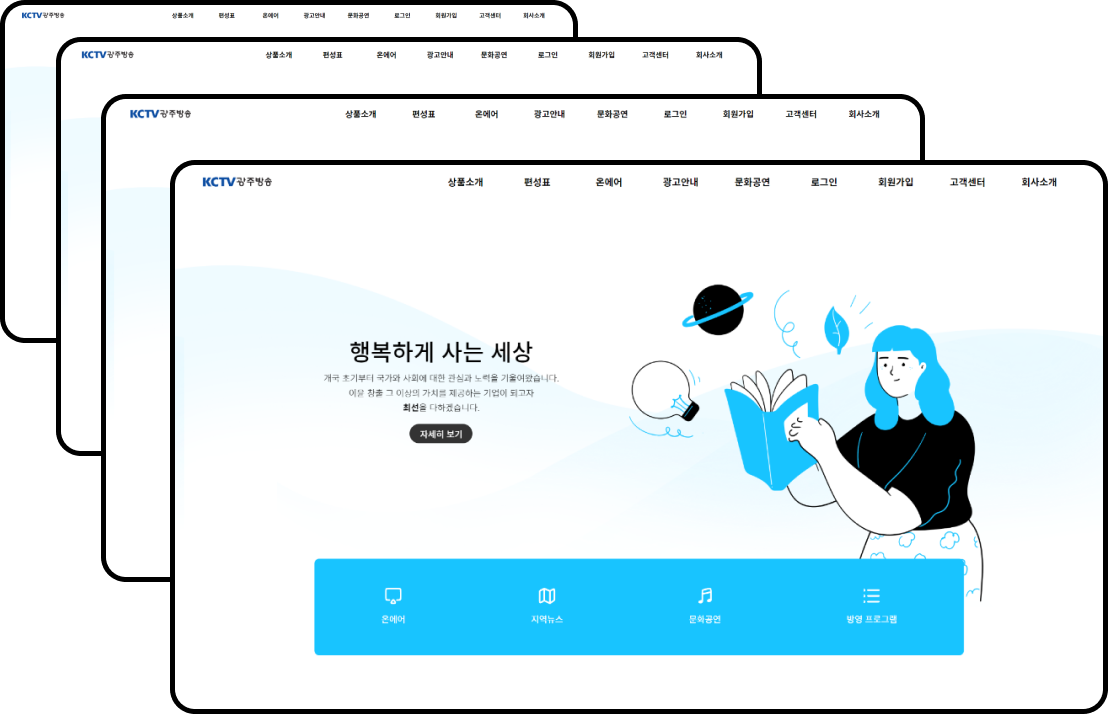 KCTV광주방송 상품소개 편성표 온에어 광고안내 문화공연 로그인 회원가입 고객센터 회사소개
KCTV광주방송 상품소개 편성표 온에어 광고안내 문화공연 로그인 회원가입 고객센터 회사소개
KCTV광주방송 상품소개 편성표 온에어 광고안내 문화공연 로그인 회원가입 고객센터 회사소개
KCTV광주방송 상품소개 편성표 온에어 광고안내 문화공연 로그인 회원가입 고객센터 회사소개
행복하게 사는 세상
개국 초기부터 국가와 사회에 대한 관심과 노력을 기울여왔습니다.
이윤 창출 그 이상의 가치를 제공하는 기업이 되고자
최선을 다하겠습니다.
자세히 보기
온에어 지역뉴스 문화공연 방영 프로그램